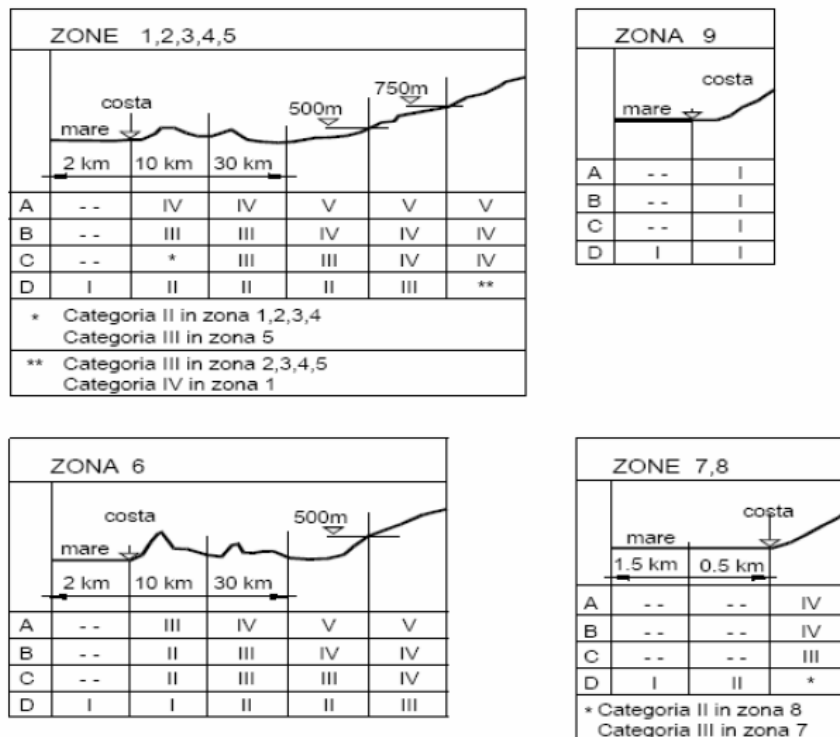 ZONE 1,2,3,4,5
750m
costa
500m
mare
2 km 10 km 30 km
A -- IV IV V V V
B -- III III IV IV IV
C -- * III III IV IV
D I II II II III **
* Categoria II in zona 1,2,3,4
Categoria III in zona 5
** Categoria III in zona 2,3,4,5
Categoria IV in zona 1
ZONA 9
costa
mare
A -- I
B -- I
C -- I
D I I
ZONA 6
costa
500m
mare
2 km 10 km 30 km
A -- III IV V V
B -- II III IV IV
C -- II III III IV
D I I II II III
ZONE 7,8
costa
mare
1.5 km 0.5 km
A -- -- IV
B -- -- IV
C -- -- III
D I II *
* Categoria II in zona 8
Categoria III in zona 7